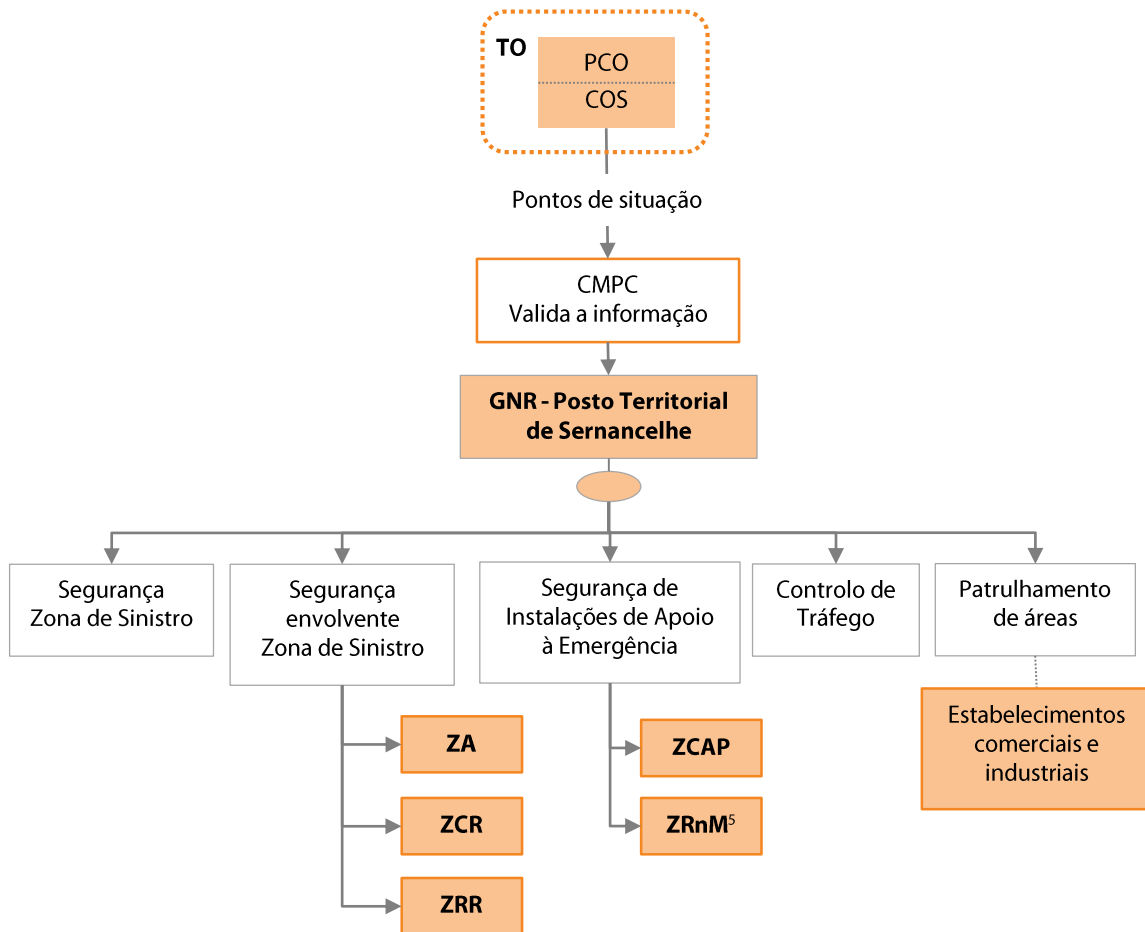 TO
PCO
COS
Pontos de situação
CMPC
Valida a informação
GNR - Posto Territorial
de Sernancelhe
Segurança
Zona de Sinistro
Segurança
envolvente
Zona de Sinistro
Segurança de
Instalações de Apoio
à Emergência
Controlo de
Tráfego
Patrulhamento
de áreas
ZA
ZCR
ZRR
ZCAP
ZRnM⁵
Estabelecimentos
comerciais e
industriais